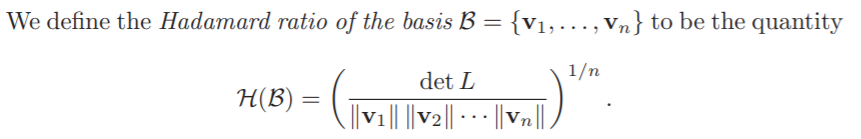 We define the Hadamard ratio of the basis ℬ = {v₁, . . . , vₙ} to be the quantity
ℋ(ℬ) = ( det L / ‖v₁‖ ‖v₂‖ · · · ‖vₙ‖ )^{1/n} .